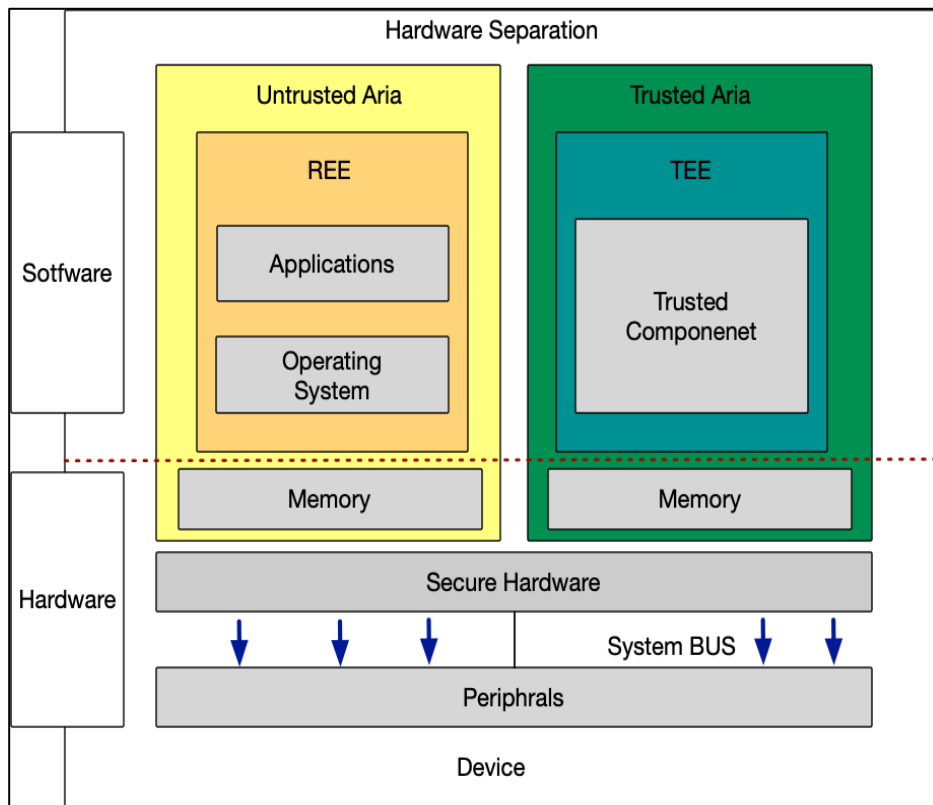 Hardware Separation
Untrusted Aria
Trusted Aria
REE
TEE
Applications
Operating
System
Trusted
Componenet
Sotfware
Memory
Memory
Hardware
Secure Hardware
System BUS
Periphrals
Device